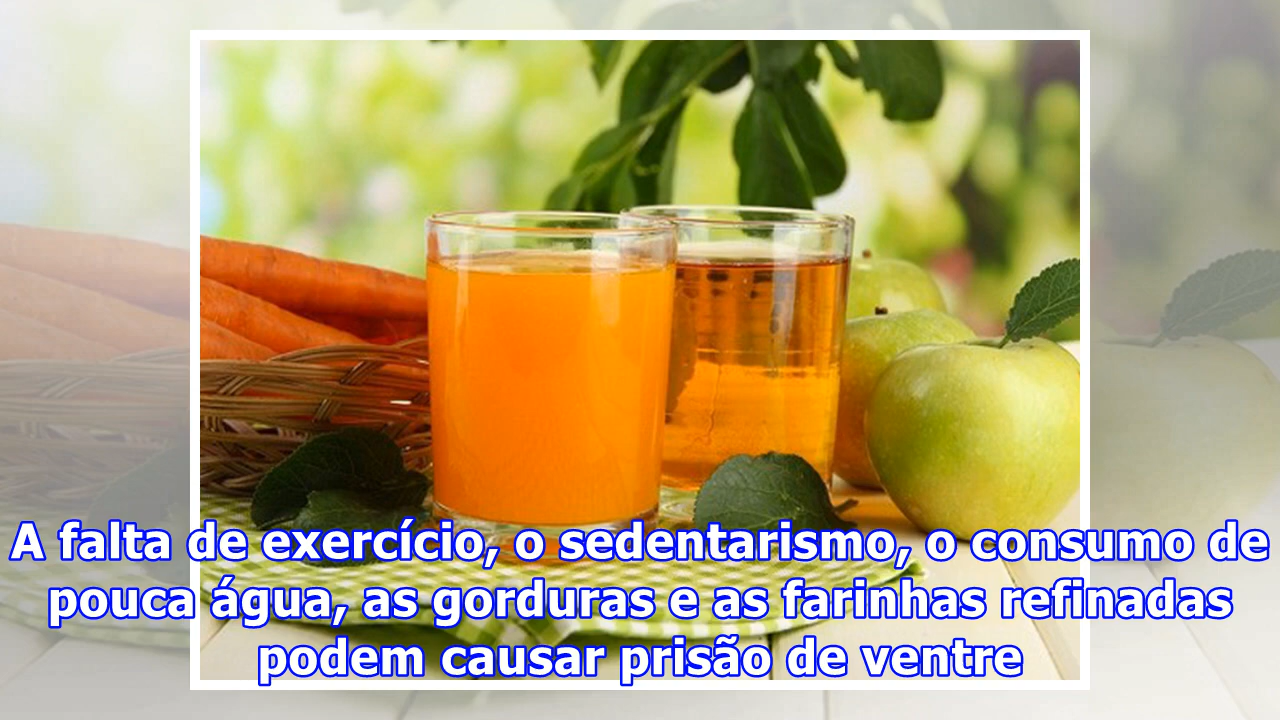 A falta de exercício, o sedentarismo, o consumo de
pouca água, as gorduras e as farinhas refinadas
podem causar prisão de ventre